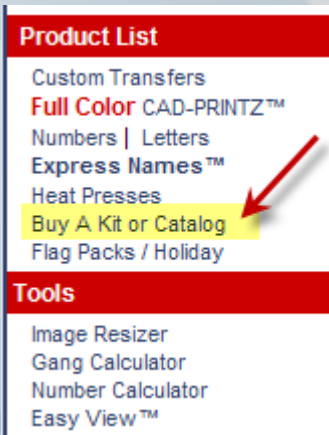 Product List
Custom Transfers
Full Color CAD-PRINTZ™
Numbers | Letters
Express Names™
Heat Presses
Buy A Kit or Catalog
Flag Packs / Holiday
Tools
Image Resizer
Gang Calculator
Number Calculator
Easy View™